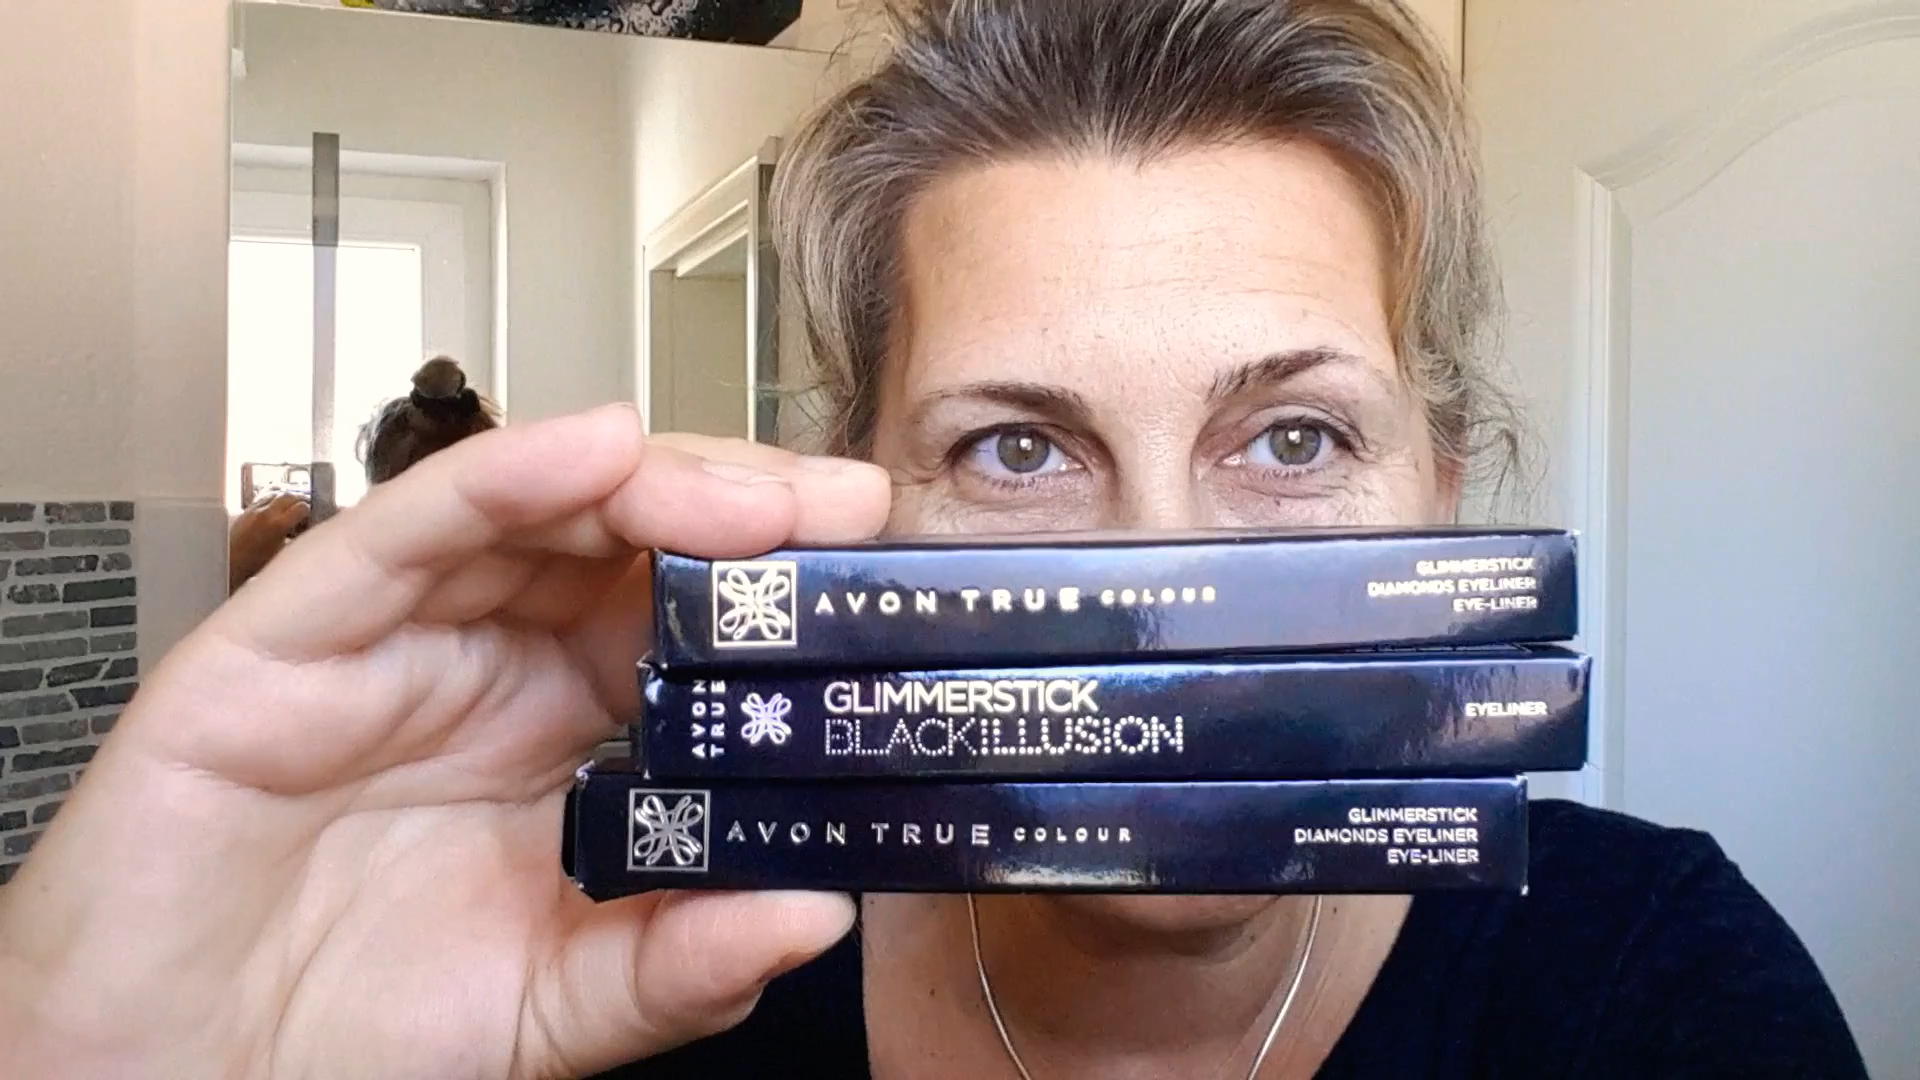 AVON TRUE COLOUR
GLIMMERSTICK
DIAMONDS EYELINER
EYE-LINER
AVON
TRUE
GLIMMERSTICK
BLACKILLUSION
EYELINER
AVON TRUE COLOUR
GLIMMERSTICK
DIAMONDS EYELINER
EYE-LINER